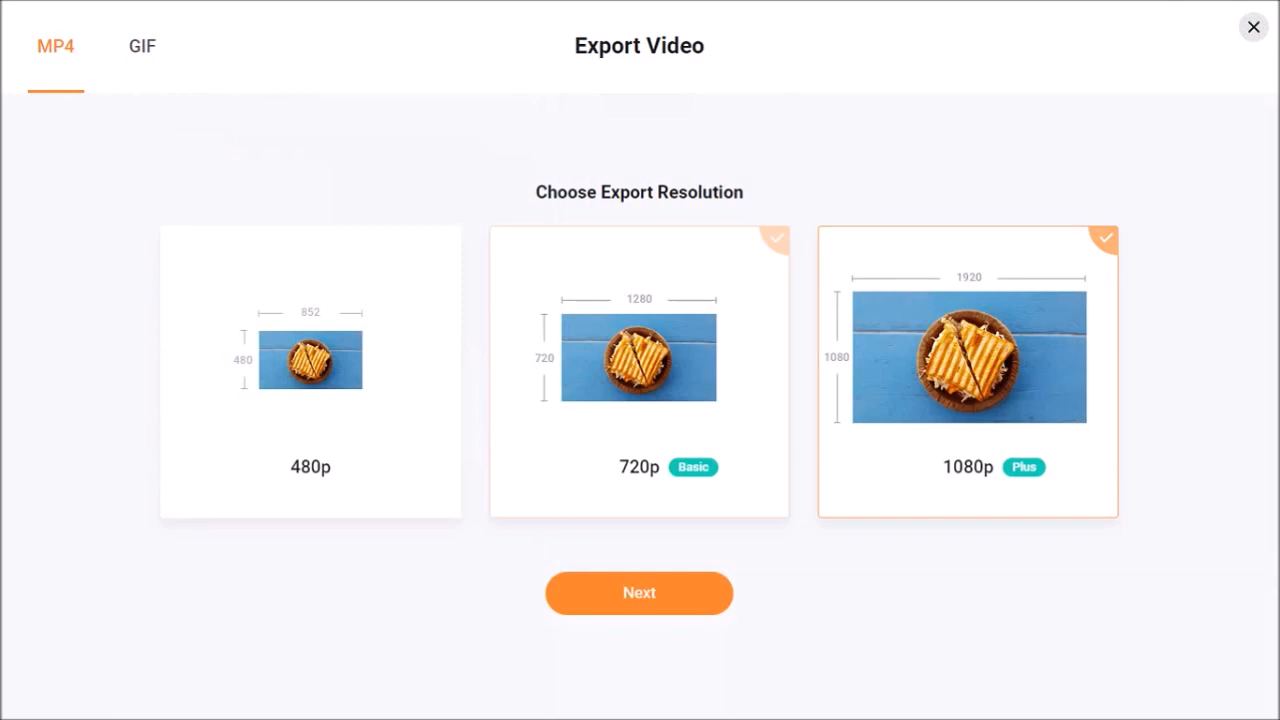 MP4 GIF Export Video
Choose Export Resolution
852
480
480p
1280
720
720p Basic
1920
1080
1080p Plus
Next